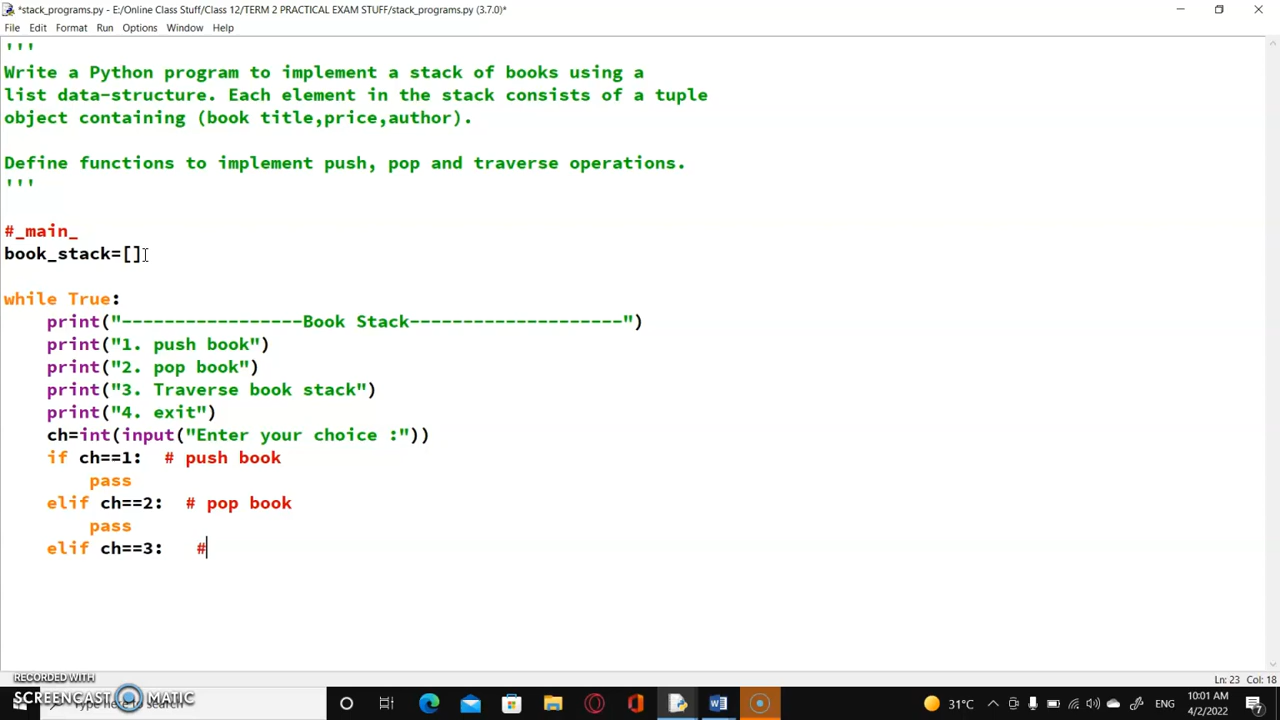 *stack_programs.py - E:/Online Class Stuff/Class 12/TERM 2 PRACTICAL EXAM STUFF/stack_programs.py (3.7.0)*
File Edit Format Run Options Window Help
'''
Write a Python program to implement a stack of books using a
list data-structure. Each element in the stack consists of a tuple
object containing (book title,price,author).
Define functions to implement push, pop and traverse operations.
'''
#_main_
book_stack=[]
while True:
print("-----------------Book Stack--------------------")
print("1. push book")
print("2. pop book")
print("3. Traverse book stack")
print("4. exit")
ch=int(input("Enter your choice :"))
if ch==1: # push book
pass
elif ch==2: # pop book
pass
elif ch==3: #
Ln: 23 Col: 18
RECORDED WITH
SCREENCAST MATIC
Type here to search
31°C ENG 10:01 AM
4/2/2022 7